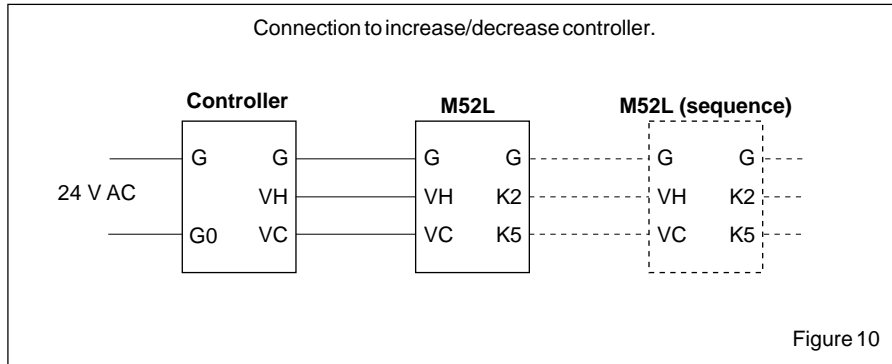 Connection to increase/decrease controller.
Controller M52L M52L (sequence)
G G G G G G
24 V AC VH VH K2 VH K2
G0 VC VC K5 VC K5
Figure 10